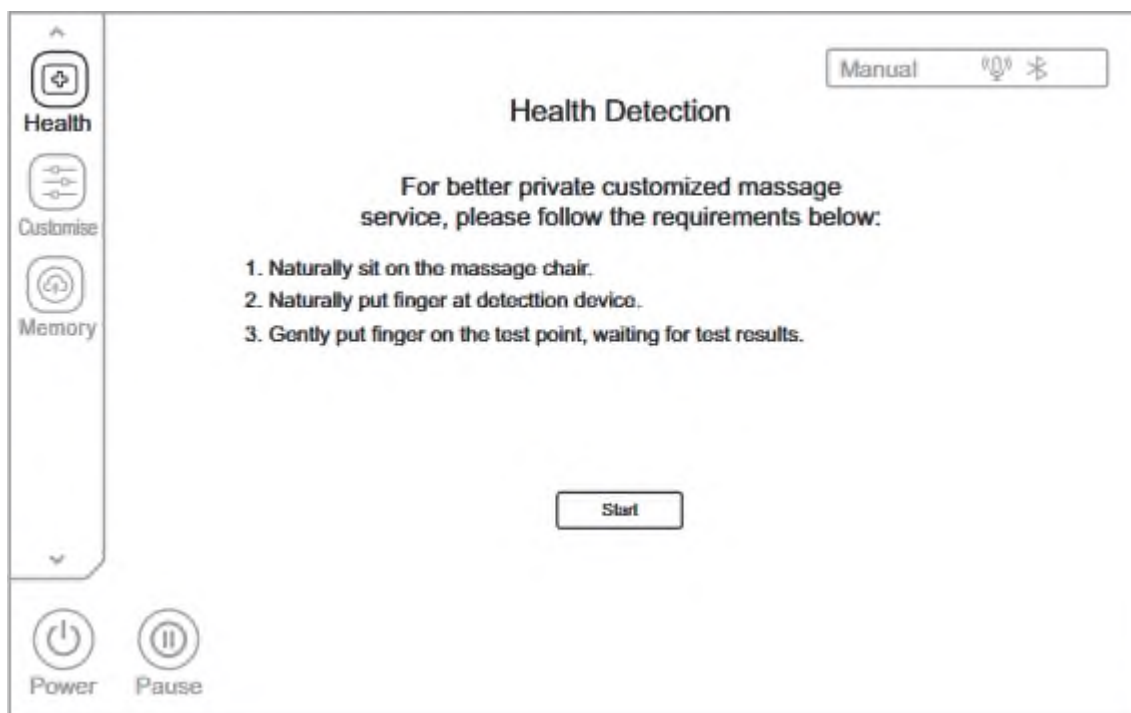 Manual
Health
Health Detection
For better private customized massage
service, please follow the requirements below:
Customise
1. Naturally sit on the massage chair.
2. Naturally put finger at detecttion device.
Memory
3. Gently put finger on the test point, waiting for test results.
Start
Power
Pause